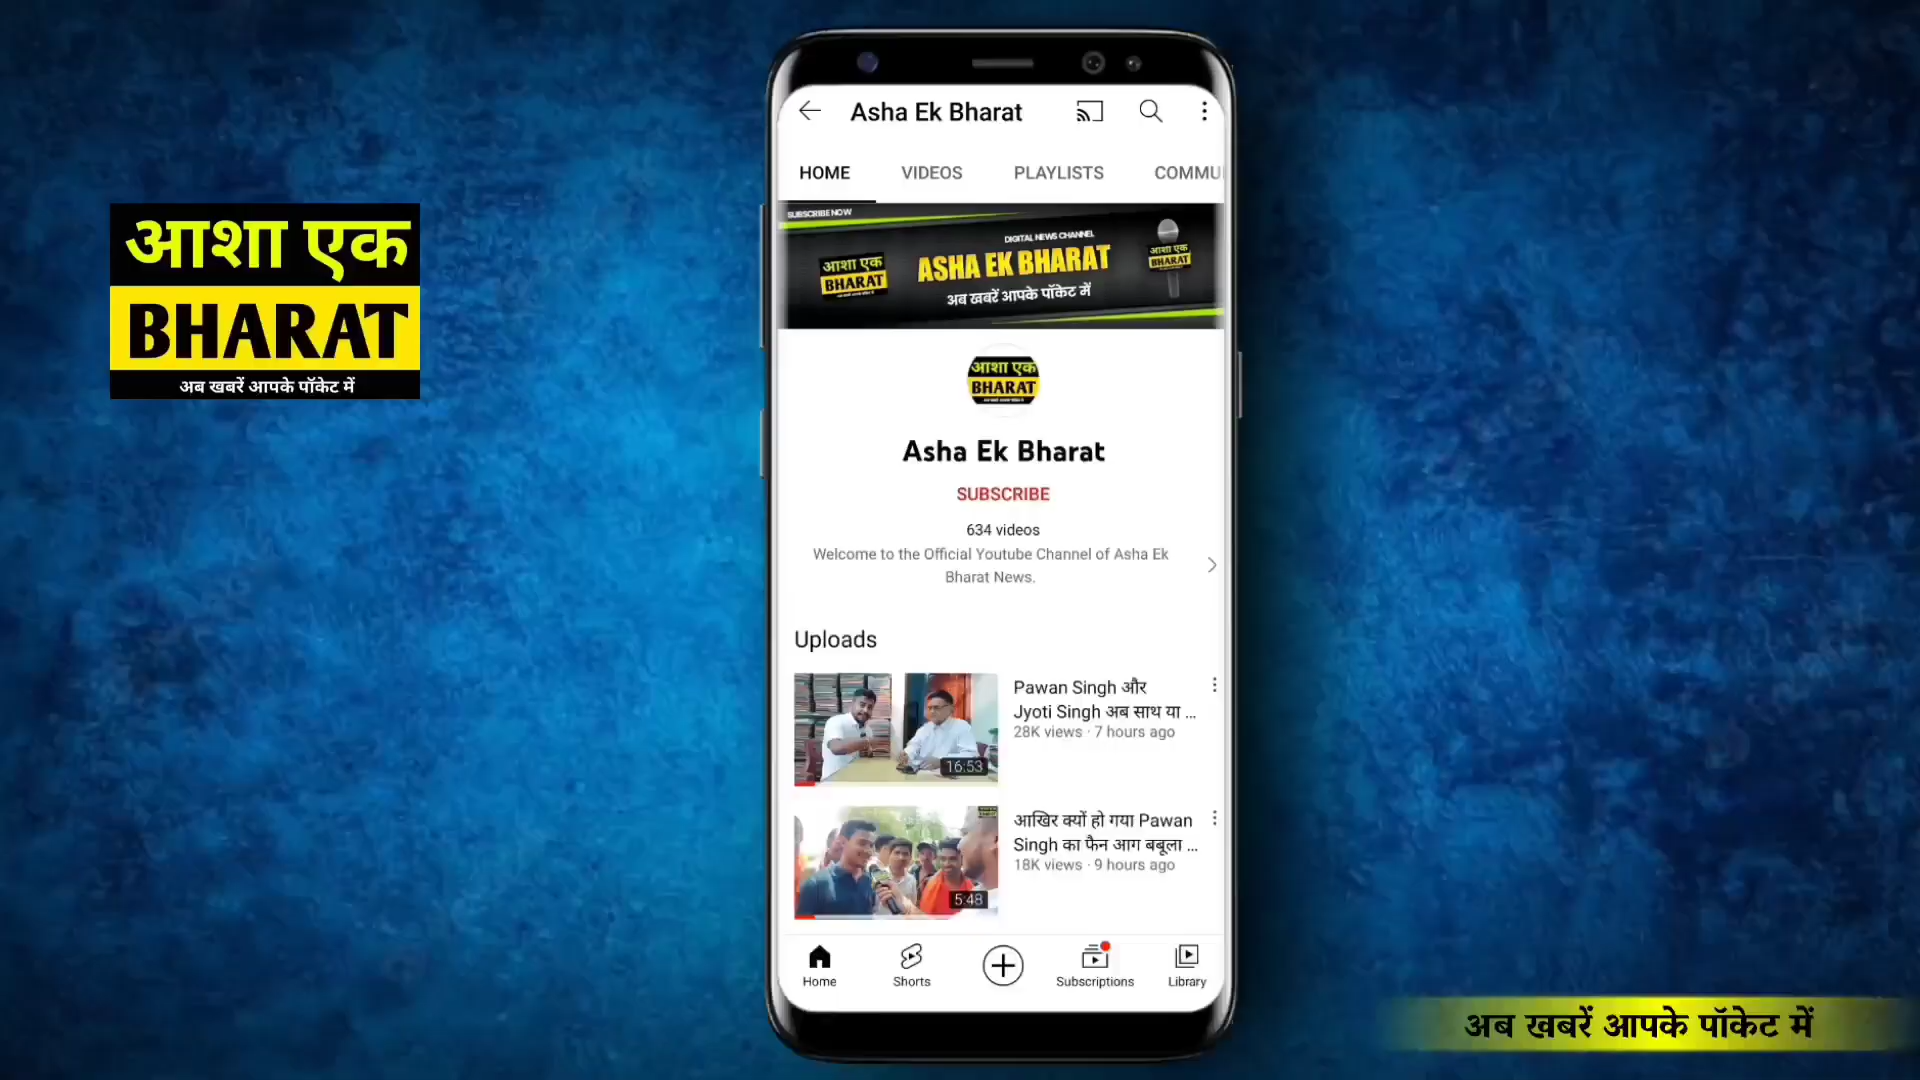 आशा एक
BHARAT
अब खबरें आपके पॉकेट में
Asha Ek Bharat
HOME VIDEOS PLAYLISTS COMMU
SUBSCRIBE NOW
DIGITAL NEWS CHANNEL
ASHA EK BHARAT
अब खबरें आपके पॉकेट में
आशा एक
BHARAT
आशा एक
BHARAT
आशा एक
BHARAT
Asha Ek Bharat
SUBSCRIBE
634 videos
Welcome to the Official Youtube Channel of Asha Ek
Bharat News.
Uploads
Pawan Singh और
Jyoti Singh अब साथ या ...
28K views · 7 hours ago
16:53
आखिर क्यों हो गया Pawan
Singh का फैन आग बबूला ...
18K views · 9 hours ago
5:48
Home Shorts Subscriptions Library
अब खबरें आपके पॉकेट में